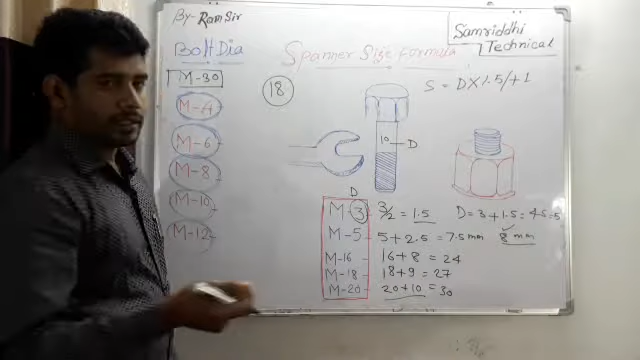 By- Ram Sir
Samriddhi
Technical
Bolt Dia
Spanner Size Formula
M-30
M-4
M-6
M-8
M-10
M-12
18
S = D×1.5/+1
10 D
D
M-3 3/2 = 1.5 D = 3+1.5 = 4.5 = 5
M-5 5+2.5 = 7.5 mm 8 mm
M-16 16+8 = 24
M-18 18+9 = 27
M-20 20+10 = 30